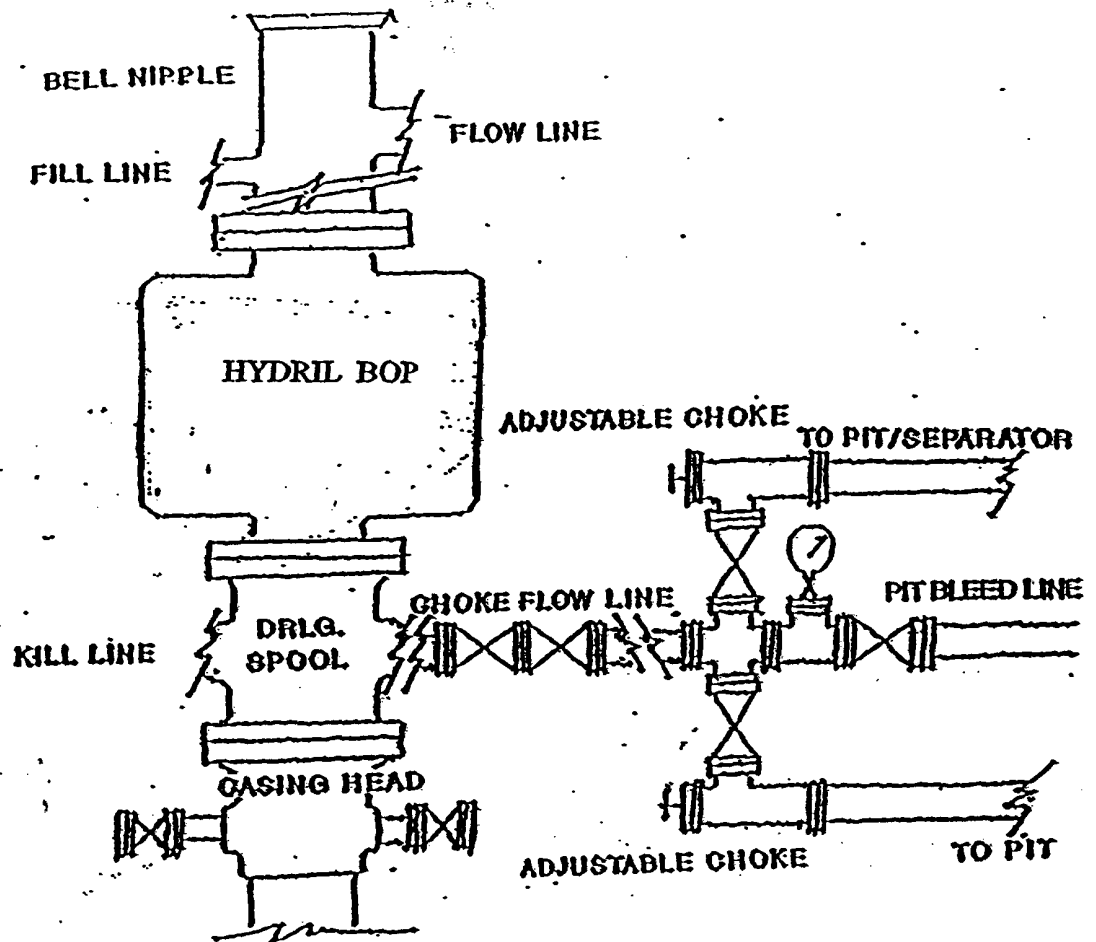 BELL NIPPLE
FLOW LINE
FILL LINE
HYDRIL BOP
ADJUSTABLE CHOKE
TO PIT/SEPARATOR
CHOKE FLOW LINE
PIT BLEED LINE
KILL LINE
DRLG.
SPOOL
CASING HEAD
ADJUSTABLE CHOKE
TO PIT